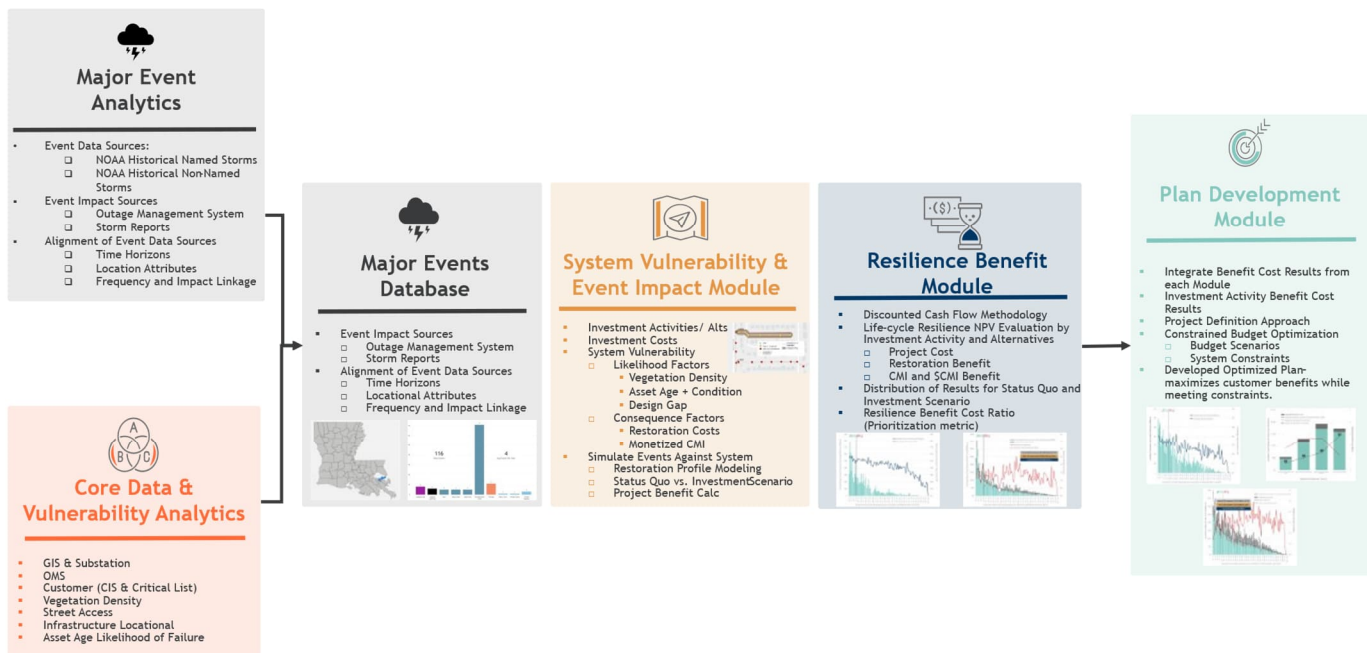 Major Event
Analytics
Event Data Sources:
NOAA Historical Named Storms
NOAA Historical Non-Named
Storms
Event Impact Sources
Outage Management System
Storm Reports
Alignment of Event Data Sources
Time Horizons
Location Attributes
Frequency and Impact Linkage
A
B
C
Core Data &
Vulnerability Analytics
GIS & Substation
OMS
Customer (CIS & Critical List)
Vegetation Density
Street Access
Infrastructure Locational
Asset Age Likelihood of Failure
Major Events
Database
Event Impact Sources
Outage Management System
Storm Reports
Alignment of Event Data Sources
Time Horizons
Locational Attributes
Frequency and Impact Linkage
116
4
System Vulnerability &
Event Impact Module
Investment Activities/ Alts
Investment Costs
System Vulnerability
Likelihood Factors
Vegetation Density
Asset Age + Condition
Design Gap
Consequence Factors
Restoration Costs
Monetized CMI
Simulate Events Against System
Restoration Profile Modeling
Status Quo vs. InvestmentScenario
Project Benefit Calc
($)
Resilience Benefit
Module
Discounted Cash Flow Methodology
Life-cycle Resilience NPV Evaluation by
Investment Activity and Alternatives
Project Cost
Restoration Benefit
CMI and $CMI Benefit
Distribution of Results for Status Quo and
Investment Scenario
Resilience Benefit Cost Ratio
(Prioritization metric)
Plan Development
Module
Integrate Benefit Cost Results from
each Module
Investment Activity Benefit Cost
Results
Project Definition Approach
Constrained Budget Optimization
Budget Scenarios
System Constraints
Developed Optimized Plan-
maximizes customer benefits while
meeting constraints.